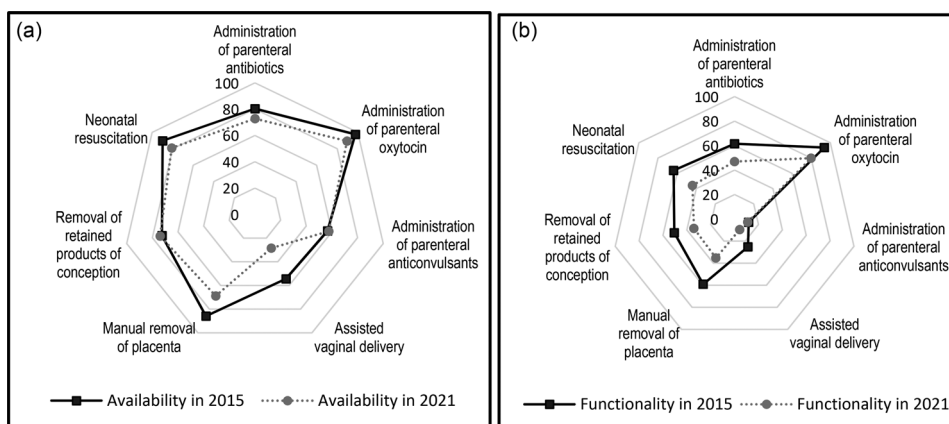 (a)
Administration
of parenteral
antibiotics
100
80
60
40
20
0
Administration
of parenteral
oxytocin
Administration
of parenteral
anticonvulsants
Assisted
vaginal delivery
Manual removal
of placenta
Removal of
retained
products of
conception
Neonatal
resuscitation
Availability in 2015
Availability in 2021
(b)
Administration
of parenteral
antibiotics
100
80
60
40
20
0
Administration
of parenteral
oxytocin
Administration
of parenteral
anticonvulsants
Assisted
vaginal delivery
Manual
removal of
placenta
Removal of
retained
products of
conception
Neonatal
resuscitation
Functionality in 2015
Functionality in 2021